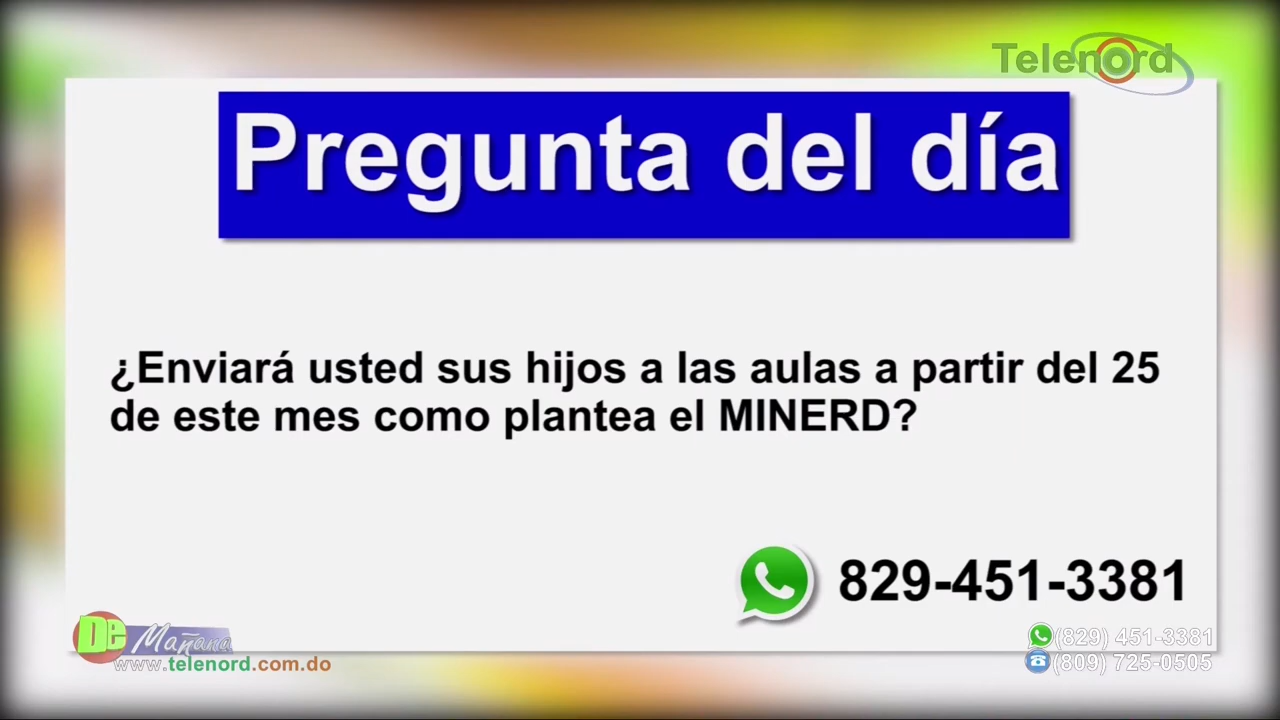 Telenord
Pregunta del día
¿Enviará usted sus hijos a las aulas a partir del 25
de este mes como plantea el MINERD?
829-451-3381
De Mañana
www.telenord.com.do
(829) 451-3381
(809) 725-0505